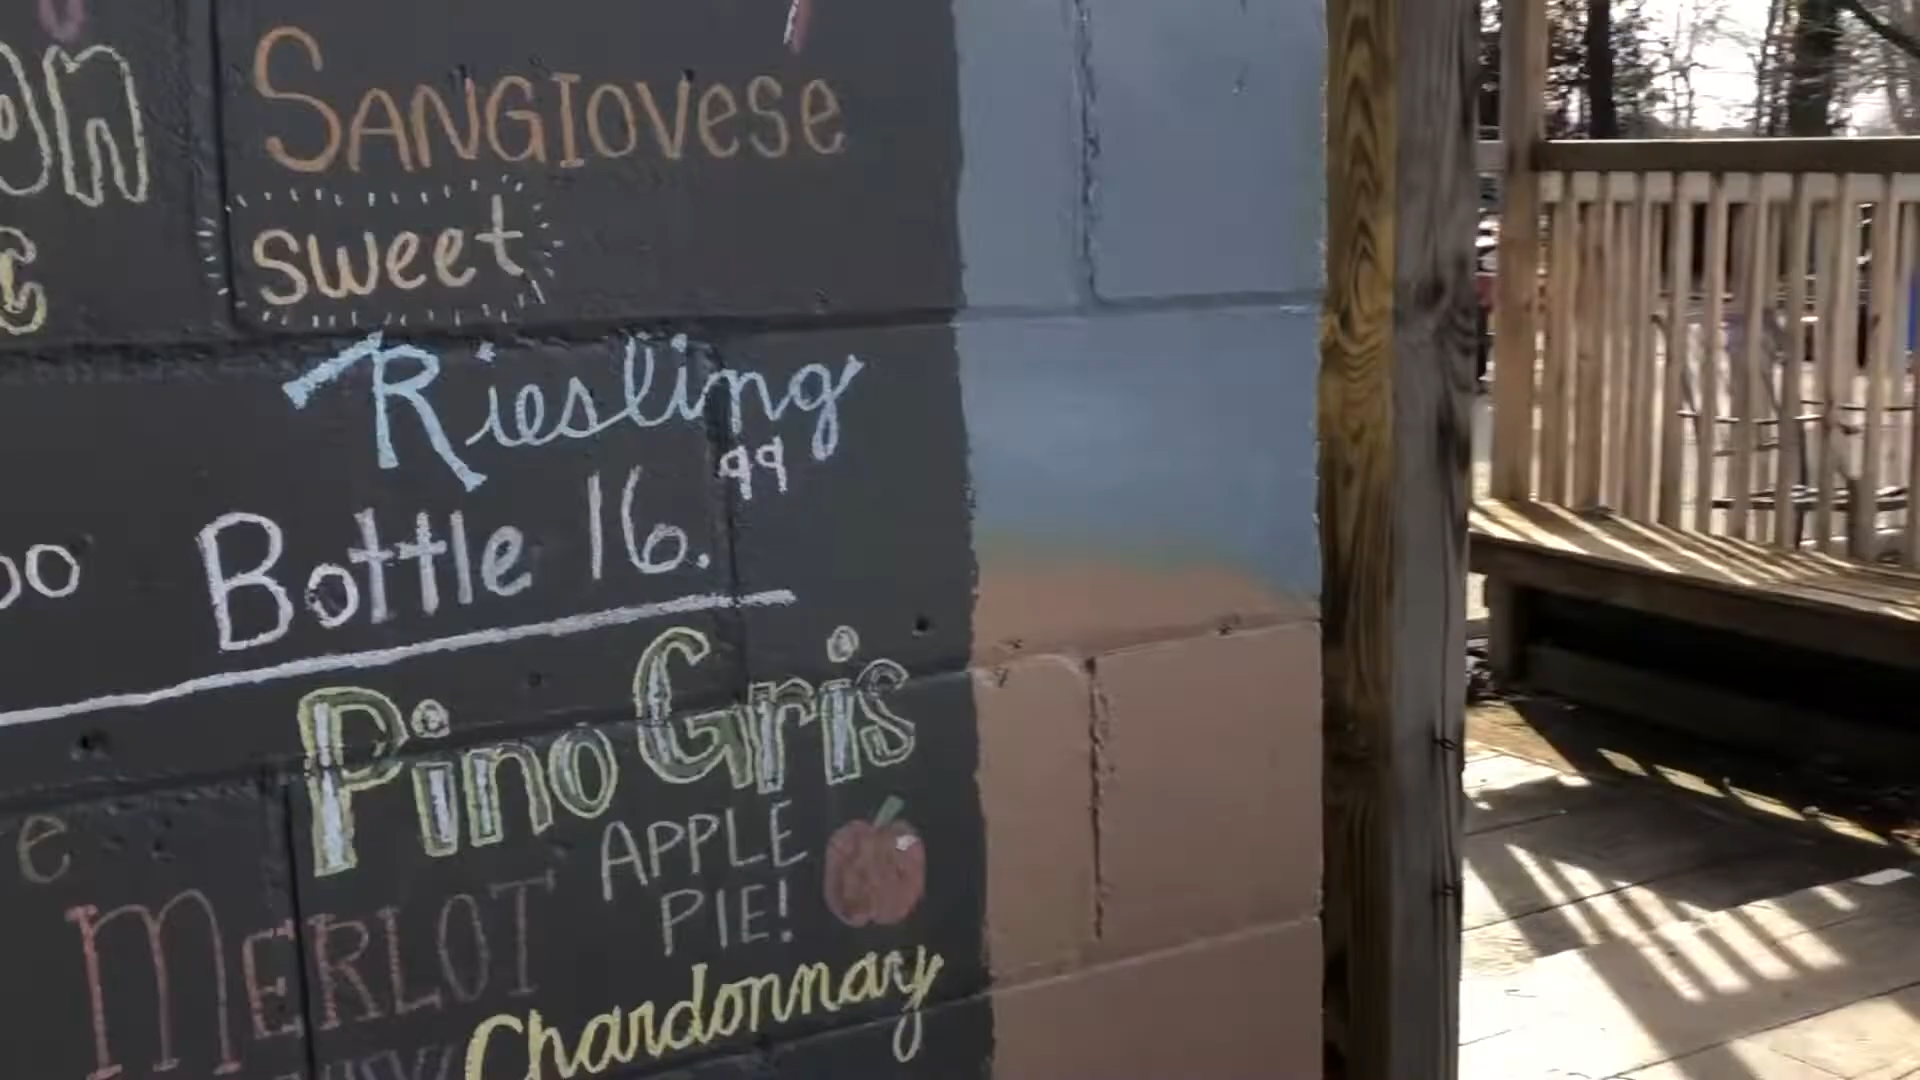 SANGIOVESE
sweet
Riesling
Bottle 16.99
Pino Gris
APPLE
PIE!
MERLOT
Chardonnay